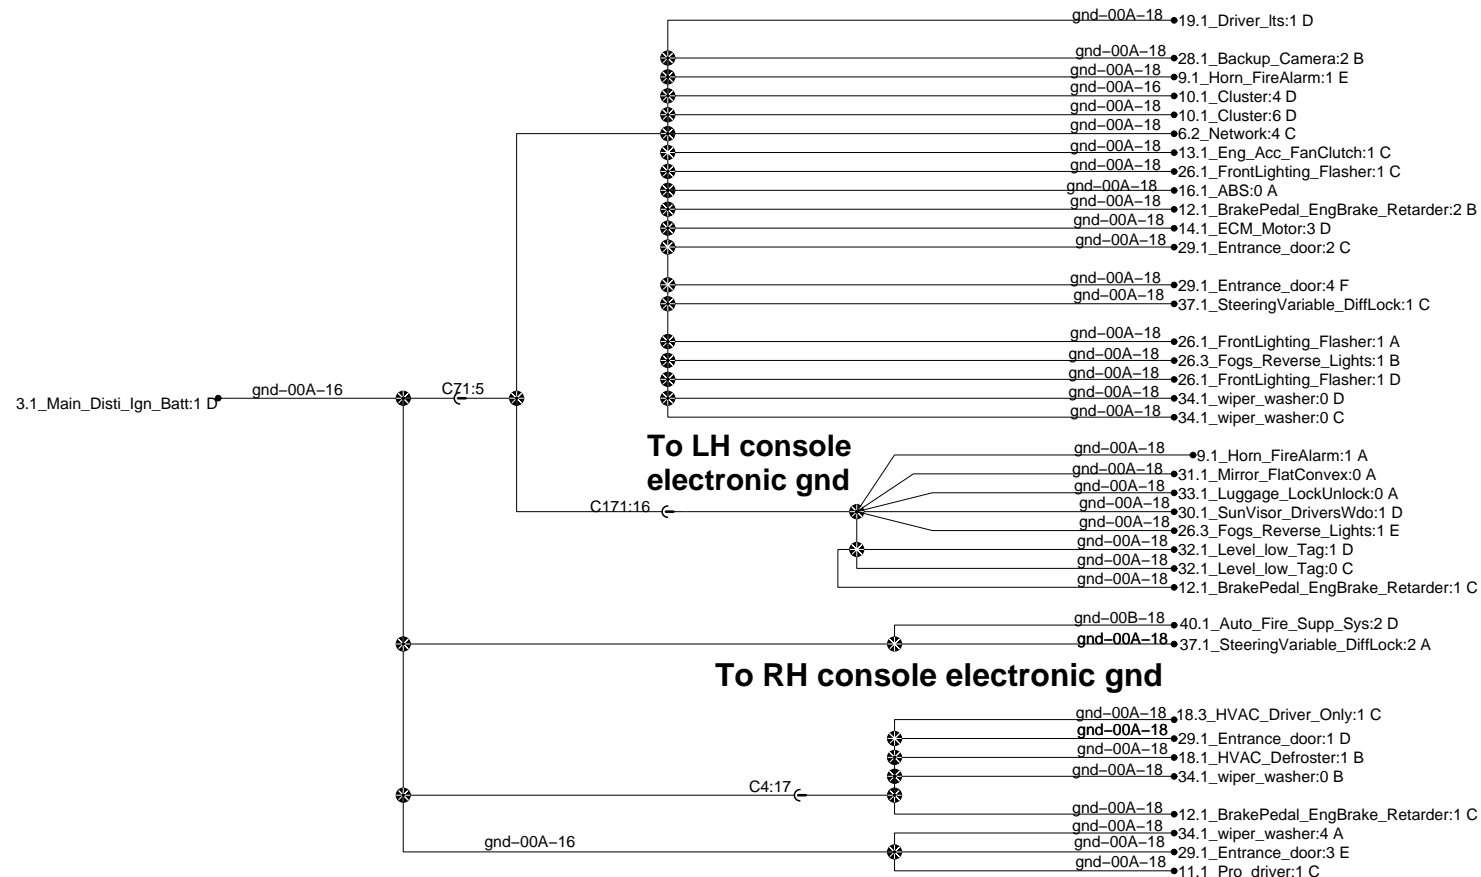 gnd-00A-18 19.1_Driver_lts:1 D
gnd-00A-18 28.1_Backup_Camera:2 B
gnd-00A-18 9.1_Horn_FireAlarm:1 E
gnd-00A-16 10.1_Cluster:4 D
gnd-00A-18 10.1_Cluster:6 D
gnd-00A-18 6.2_Network:4 C
gnd-00A-18 13.1_Eng_Acc_FanClutch:1 C
gnd-00A-18 26.1_FrontLighting_Flasher:1 C
gnd-00A-18 16.1_ABS:0 A
gnd-00A-18 12.1_BrakePedal_EngBrake_Retarder:2 B
gnd-00A-18 14.1_ECM_Motor:3 D
gnd-00A-18 29.1_Entrance_door:2 C
gnd-00A-18 29.1_Entrance_door:4 F
gnd-00A-18 37.1_SteeringVariable_DiffLock:1 C
gnd-00A-18 26.1_FrontLighting_Flasher:1 A
gnd-00A-18 26.3_Fogs_Reverse_Lights:1 B
gnd-00A-18 26.1_FrontLighting_Flasher:1 D
3.1_Main_Disti_Ign_Batt:1 D gnd-00A-16 C71:5 gnd-00A-18 34.1_wiper_washer:0 D
gnd-00A-18 34.1_wiper_washer:0 C
To LH console
electronic gnd
gnd-00A-18 9.1_Horn_FireAlarm:1 A
gnd-00A-18 31.1_Mirror_FlatConvex:0 A
gnd-00A-18 33.1_Luggage_LockUnlock:0 A
C171:16 gnd-00A-18 30.1_SunVisor_DriversWdo:1 D
gnd-00A-18 26.3_Fogs_Reverse_Lights:1 E
gnd-00A-18 32.1_Level_low_Tag:1 D
gnd-00A-18 32.1_Level_low_Tag:0 C
gnd-00A-18 12.1_BrakePedal_EngBrake_Retarder:1 C
gnd-00B-18 40.1_Auto_Fire_Supp_Sys:2 D
gnd-00A-18 37.1_SteeringVariable_DiffLock:2 A
To RH console electronic gnd
gnd-00A-18 18.3_HVAC_Driver_Only:1 C
gnd-00A-18 29.1_Entrance_door:1 D
gnd-00A-18 18.1_HVAC_Defroster:1 B
gnd-00A-18 34.1_wiper_washer:0 B
C4:17
gnd-00A-18 12.1_BrakePedal_EngBrake_Retarder:1 C
gnd-00A-18 34.1_wiper_washer:4 A
gnd-00A-16 gnd-00A-18 29.1_Entrance_door:3 E
gnd-00A-18 11.1_Pro_driver:1 C